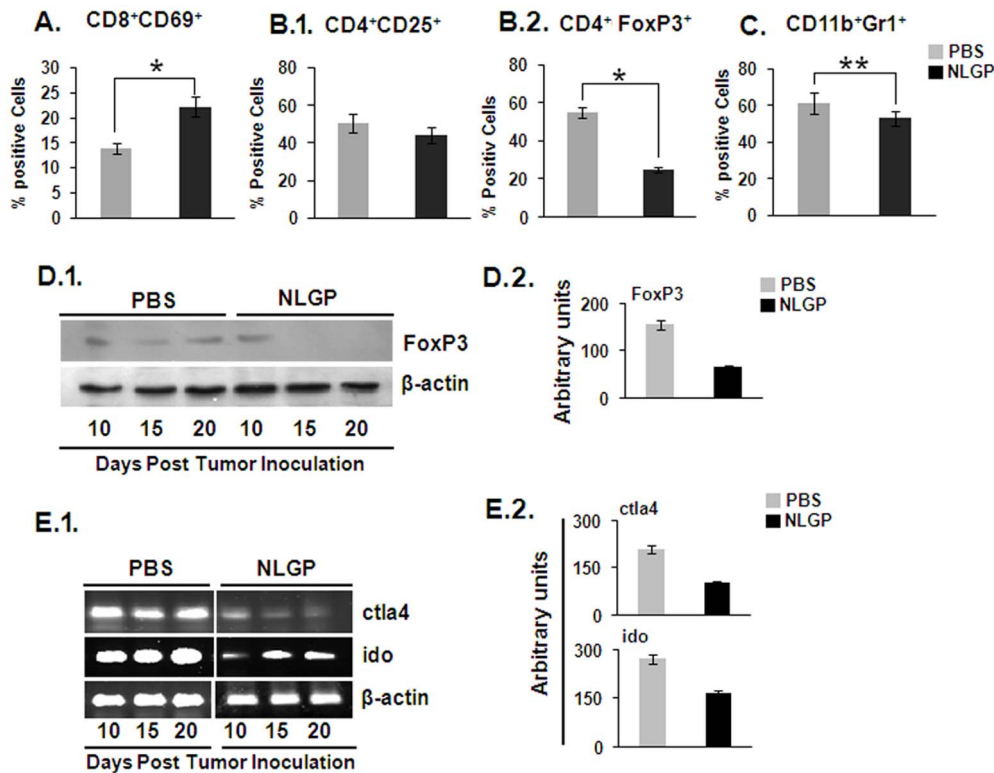 A. CD8⁺CD69⁺
% positive Cells
30
25
20
15
10
5
0
*
B.1. CD4⁺CD25⁺
% Positive Cells
80
60
40
20
0
B.2. CD4⁺ FoxP3⁺
% Positiv Cells
80
60
40
20
0
*
C. CD11b⁺Gr1⁺
% positive Cells
80
60
40
20
0
**
PBS
NLGP
D.1.
PBS NLGP
FoxP3
β-actin
10 15 20 10 15 20
Days Post Tumor Inoculation
D.2.
FoxP3
Arbitrary units
200
150
100
50
0
PBS
NLGP
E.1.
PBS NLGP
ctla4
ido
β-actin
10 15 20 10 15 20
Days Post Tumor Inoculation
E.2.
Arbitrary units
ctla4
300
150
0
ido
300
150
0
PBS
NLGP